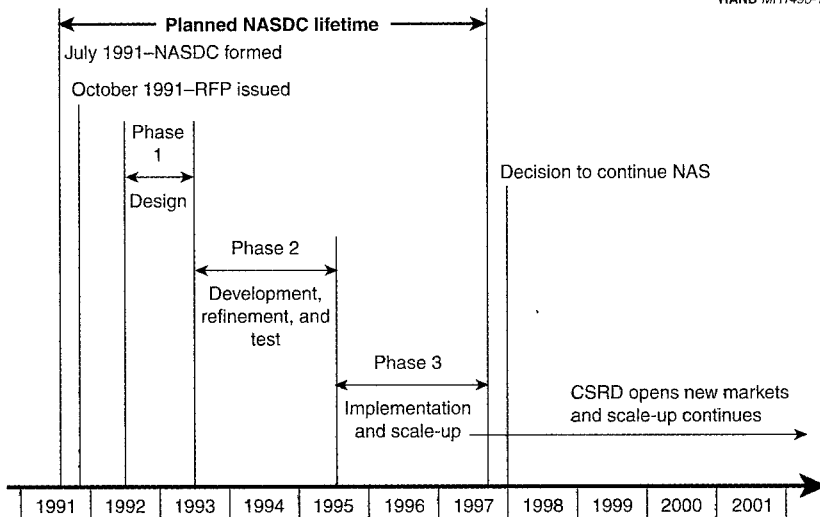 Planned NASDC lifetime
July 1991–NASDC formed
October 1991–RFP issued
Phase
1
Design
Decision to continue NAS
Phase 2
Development,
refinement, and
test
Phase 3
Implementation
and scale-up
CSRD opens new markets
and scale-up continues
1991 1992 1993 1994 1995 1996 1997 1998 1999 2000 2001